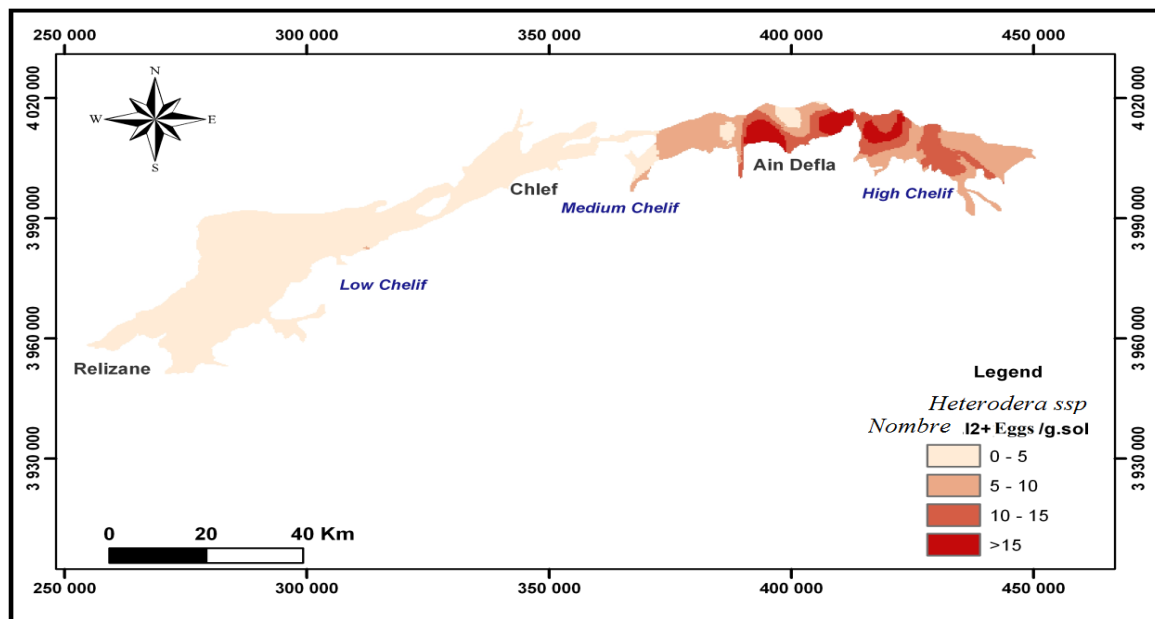 250 000 300 000 350 000 400 000 450 000
4 020 000 4 020 000
N
W E
S
Ain Defla
Chlef
High Chelif
Medium Chelif
3 990 000 3 990 000
Low Chelif
3 960 000 3 960 000
Relizane
Legend
Heterodera ssp
Nombre .I2+ Eggs /g.sol
3 930 000 3 930 000
0 - 5
5 - 10
10 - 15
>15
0 20 40 Km
250 000 300 000 350 000 400 000 450 000